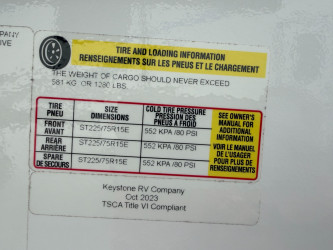 PANY
OVE
TIRE AND LOADING INFORMATION
RENSEIGNEMENTS SUR LES PNEUS ET LE CHARGEMENT
THE WEIGHT OF CARGO SHOULD NEVER EXCEED
581 KG. OR 1280 LBS.
TIRE PNEU SIZE DIMENSIONS COLD TIRE PRESSURE PRESSION DES PNEUS A FROID
FRONT AVANT ST225/75R15E 552 KPA /80 PSI
REAR ARRIÈRE ST225/75R15E 552 KPA /80 PSI
SPARE DE SECOURS ST225/75R15E 552 KPA /80 PSI
SEE OWNER'S
MANUAL FOR
ADDITIONAL
INFORMATION
VOIR LE MANUEL
DE L'USAGER
POUR PLUS DE
RENSEIGNEMENTS
Keystone RV Company
Oct 2023
TSCA Title VI Compliant